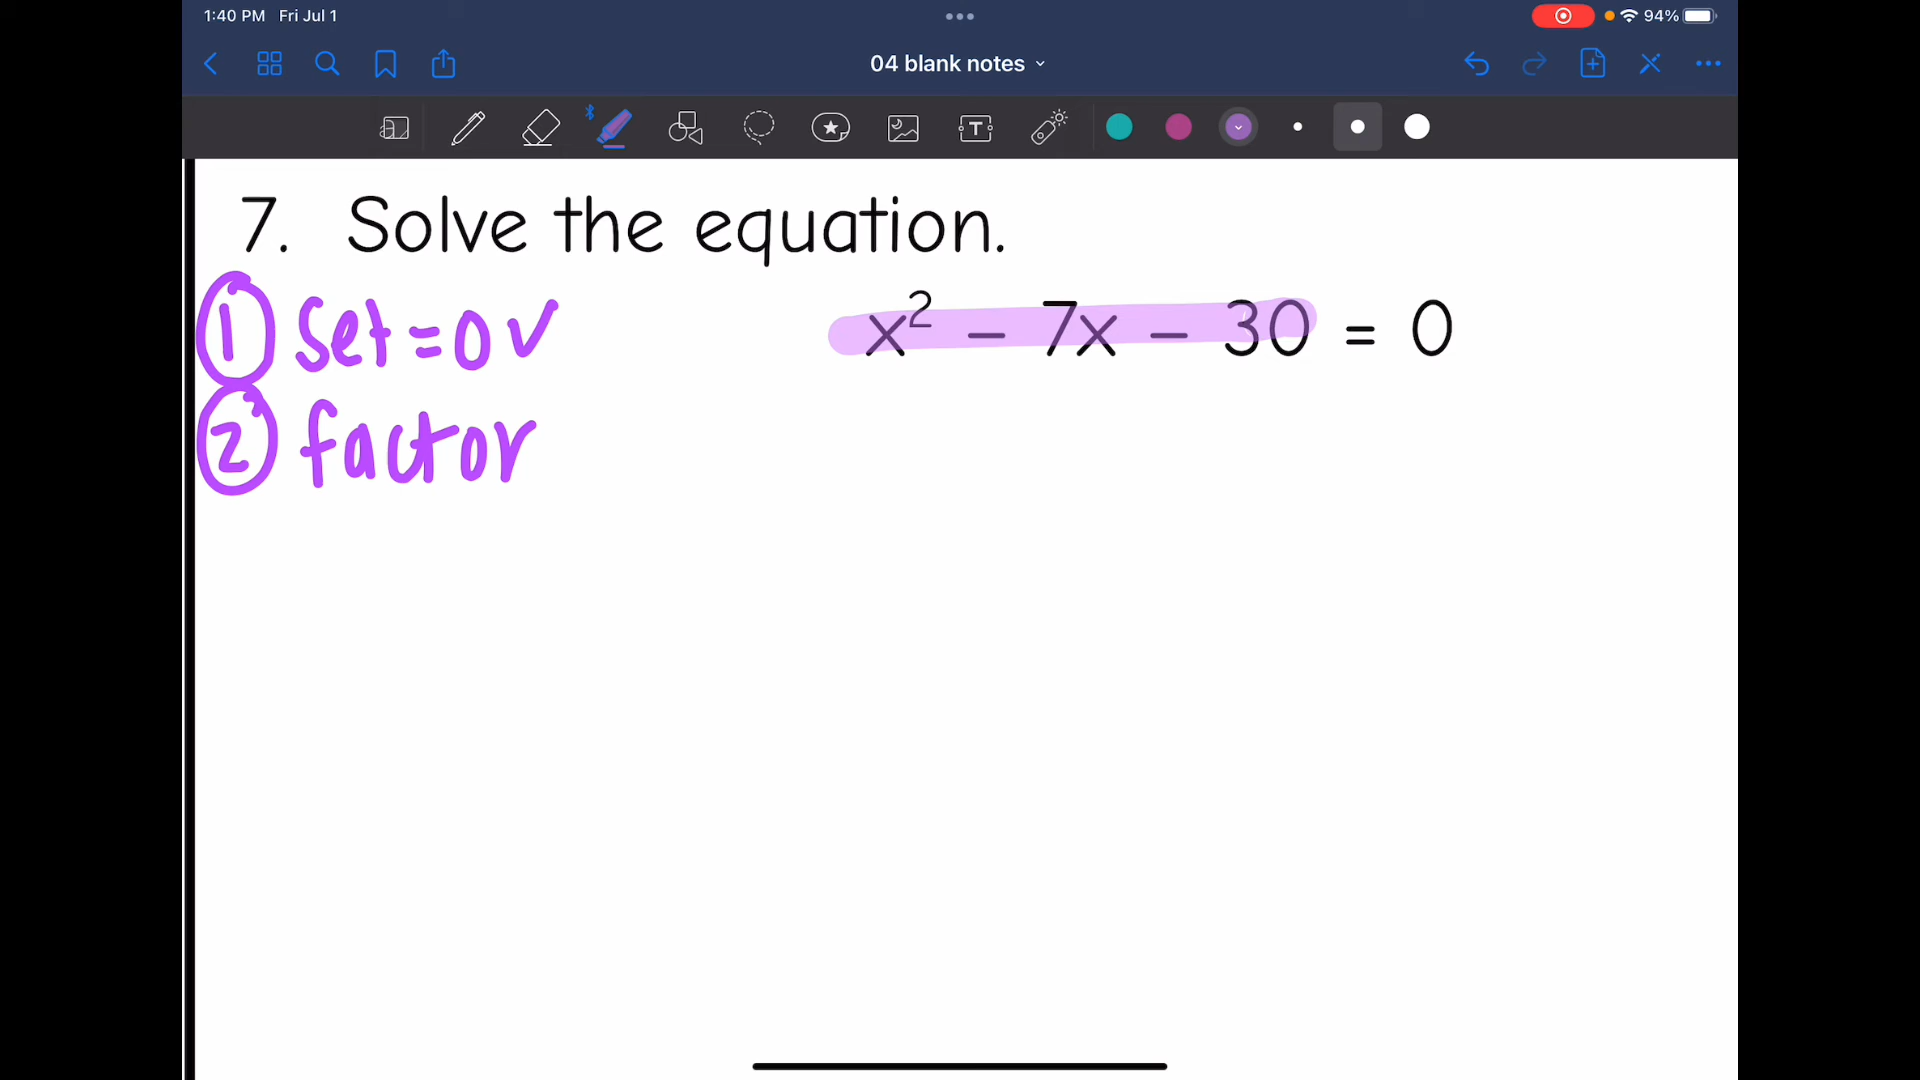 1:40 PM Fri Jul 1
94%
04 blank notes
T
7. Solve the equation.
① Set = 0 ✓
x² − 7x − 30 = 0
② factor